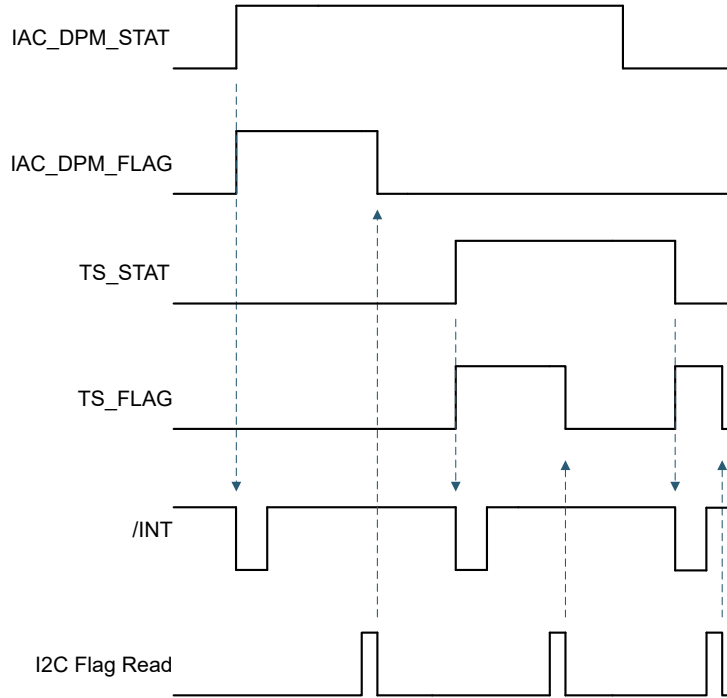 IAC_DPM_STAT
IAC_DPM_FLAG
TS_STAT
TS_FLAG
/INT
I2C Flag Read